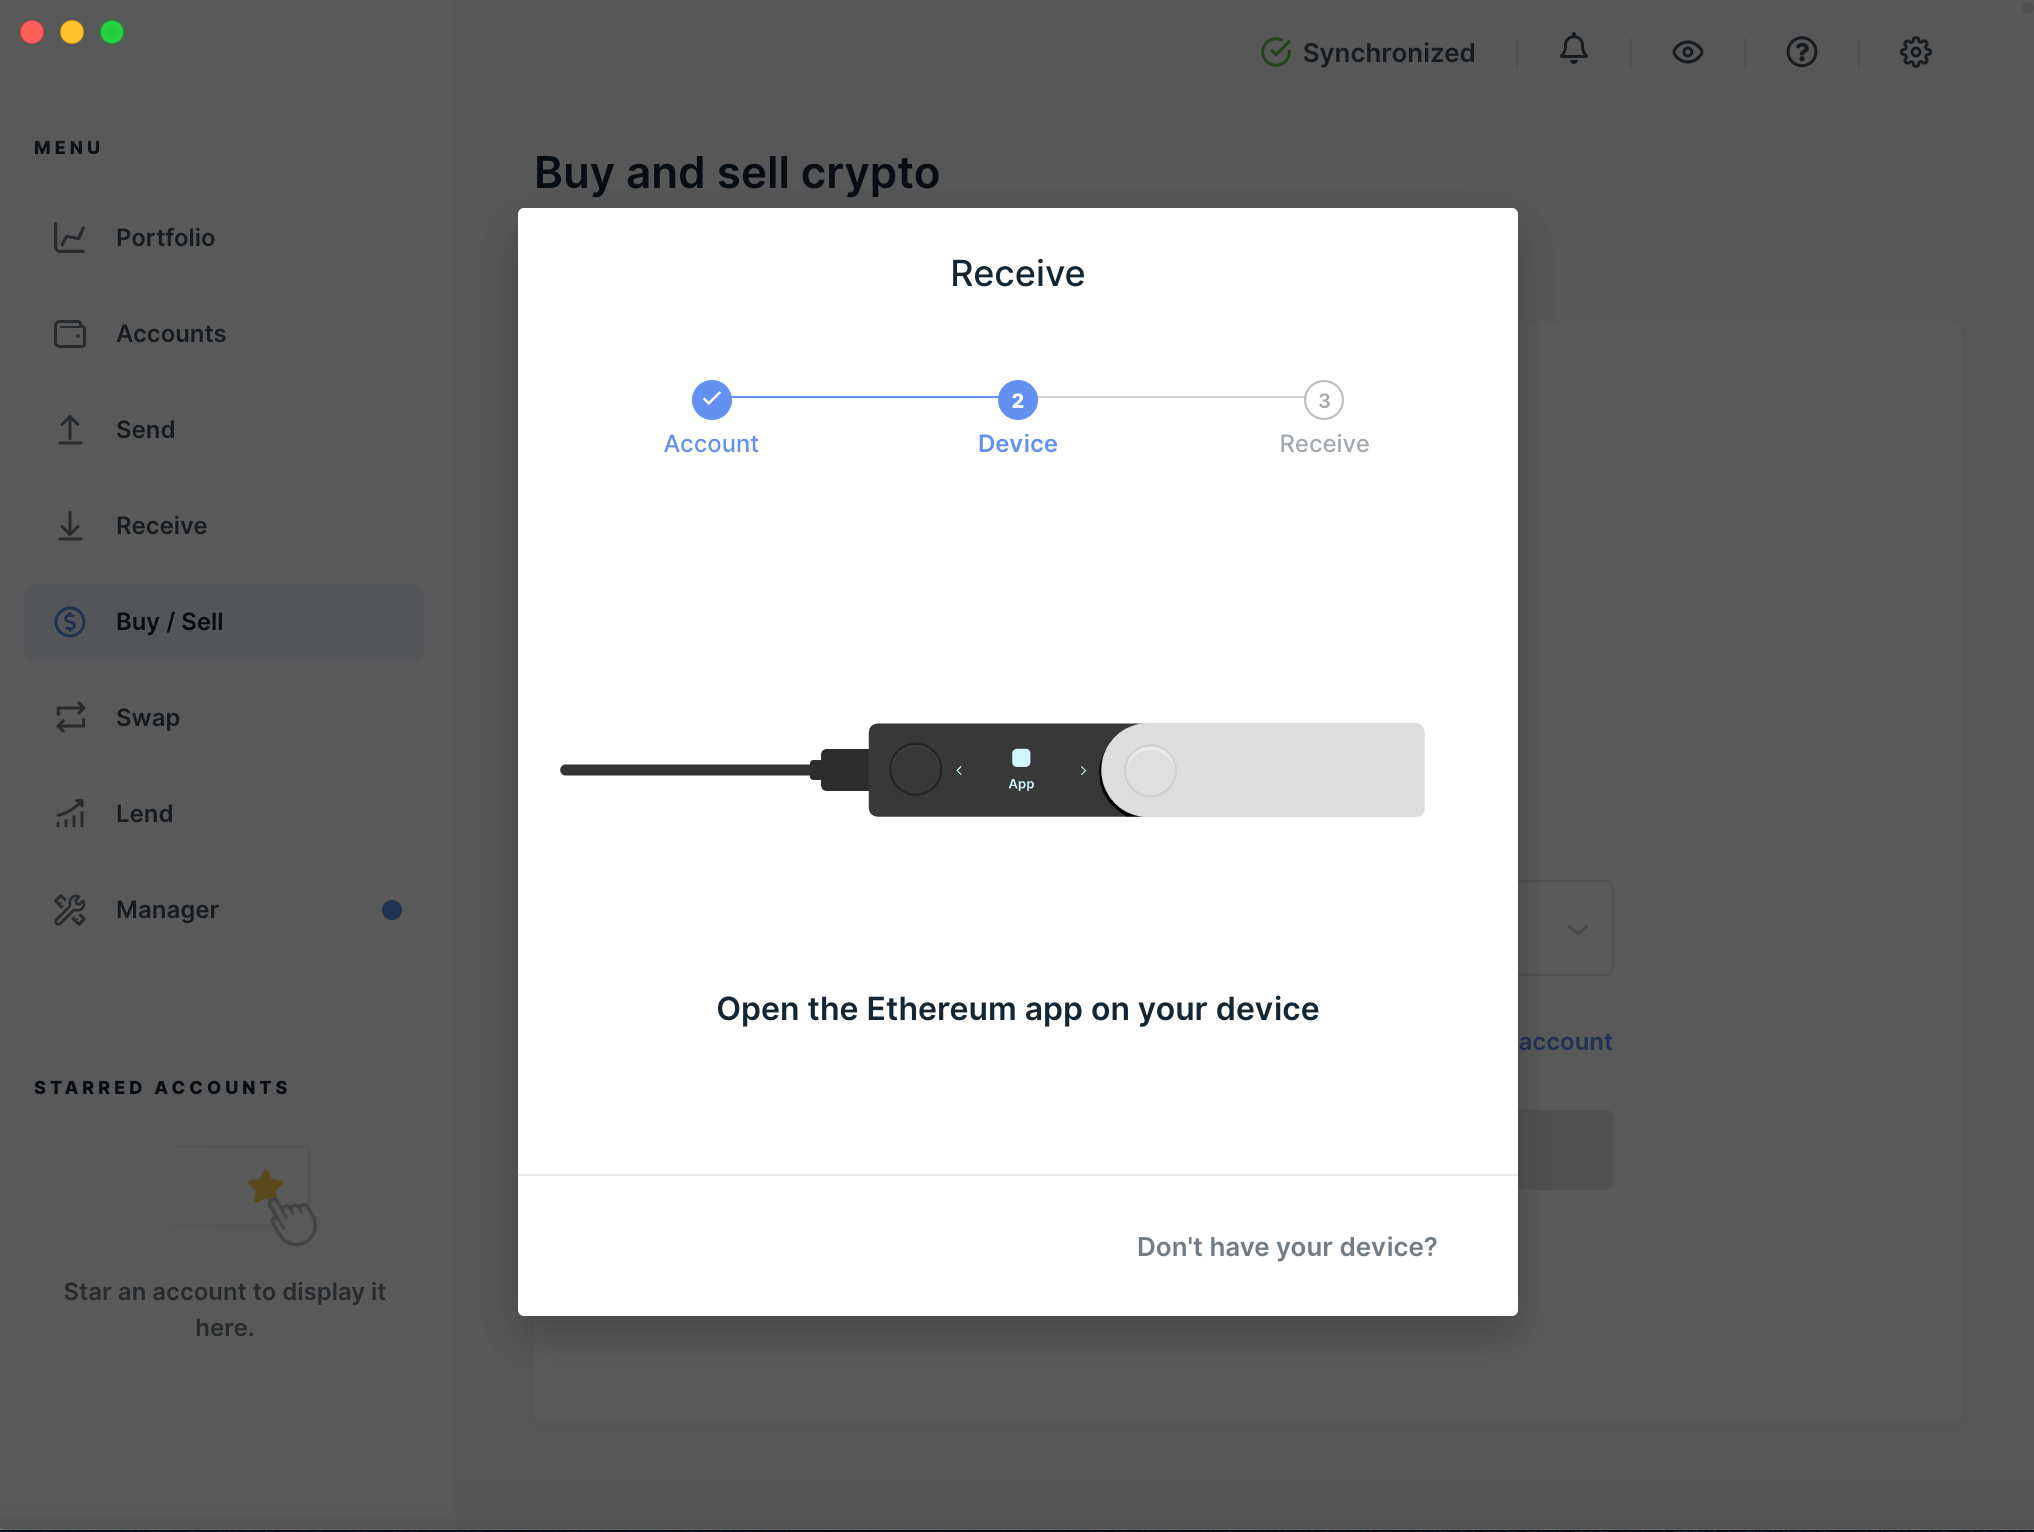 Synchronized
MENU
Portfolio
Accounts
Send
Receive
Buy / Sell
Swap
Lend
Manager
STARRED ACCOUNTS
Star an account to display it
here.
Buy and sell crypto
Receive
2
3
Account
Device
Receive
App
Open the Ethereum app on your device
account
Don't have your device?